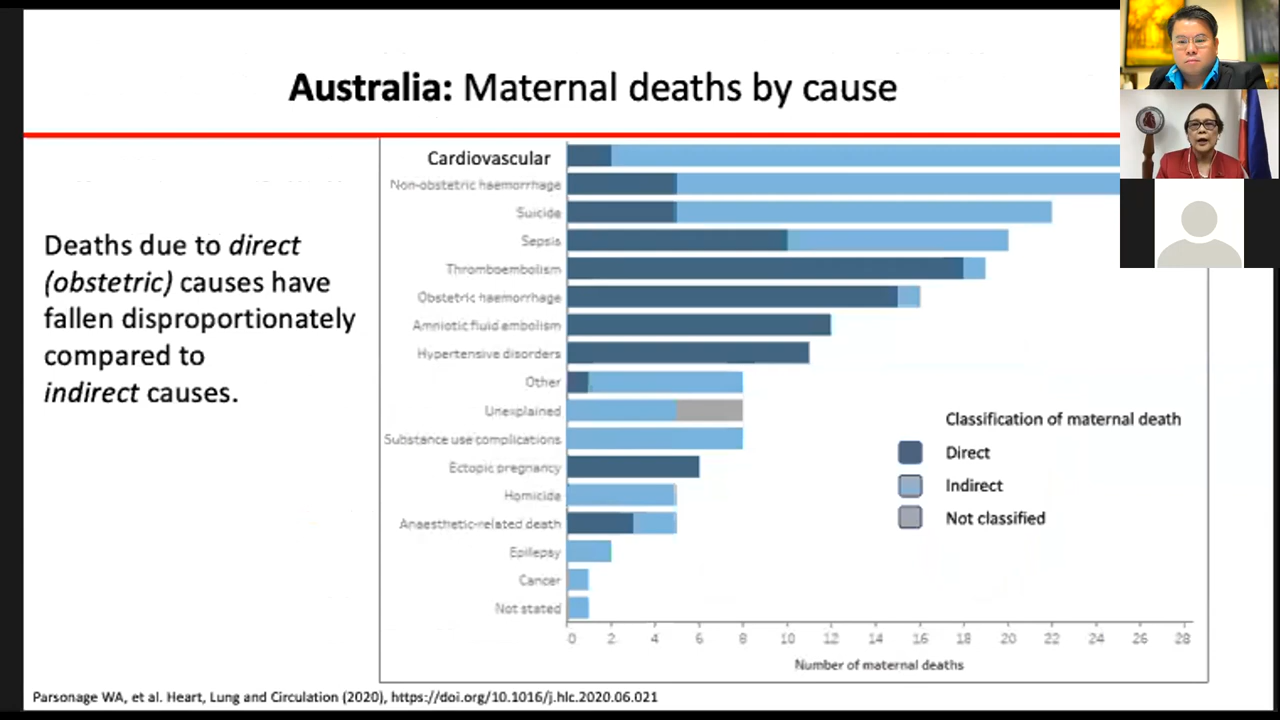 Australia: Maternal deaths by cause
Deaths due to direct
(obstetric) causes have
fallen disproportionately
compared to
indirect causes.
Cardiovascular
Non-obstetric haemorrhage
Suicide
Sepsis
Thromboembolism
Obstetric haemorrhage
Amniotic fluid embolism
Hypertensive disorders
Other
Unexplained
Substance use complications
Ectopic pregnancy
Homicide
Anaesthetic-related death
Epilepsy
Cancer
Not stated
0 2 4 6 8 10 12 14 16 18 20 22 24 26 28
Number of maternal deaths
Classification of maternal death
Direct
Indirect
Not classified
Parsonage WA, et al. Heart, Lung and Circulation (2020), https://doi.org/10.1016/j.hlc.2020.06.021